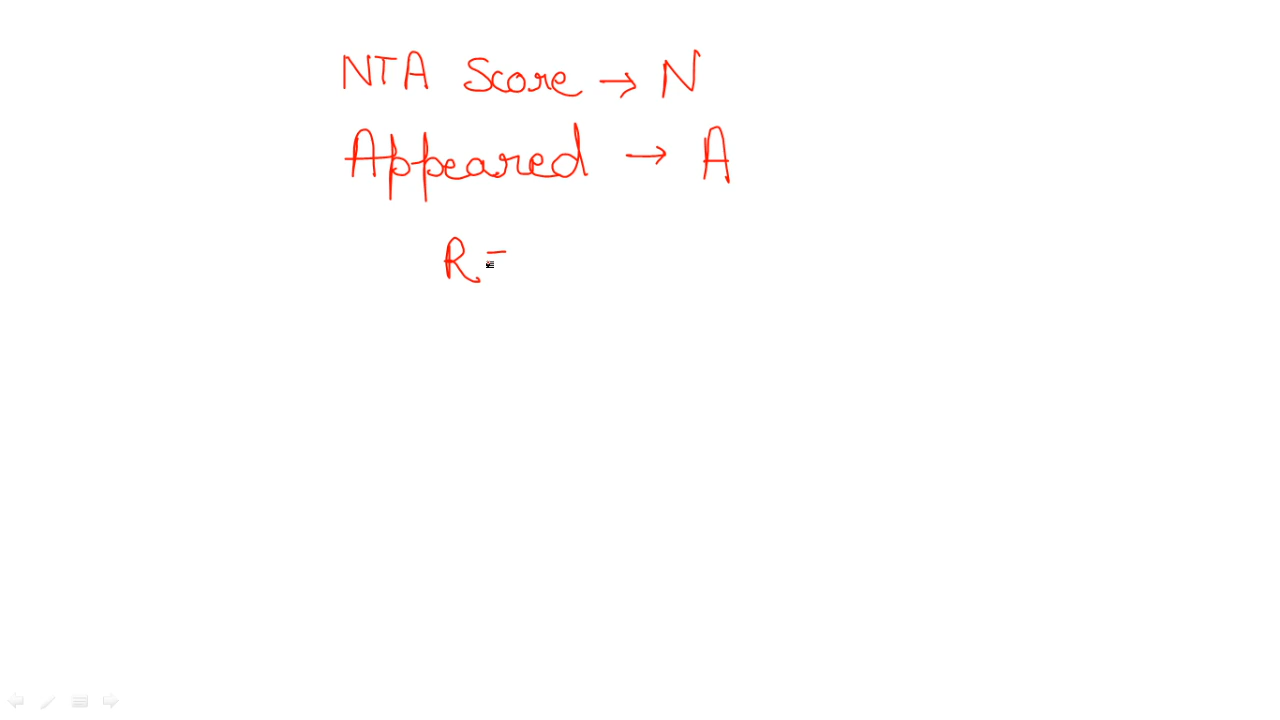 NTA Score → N
Appeared → A
R =